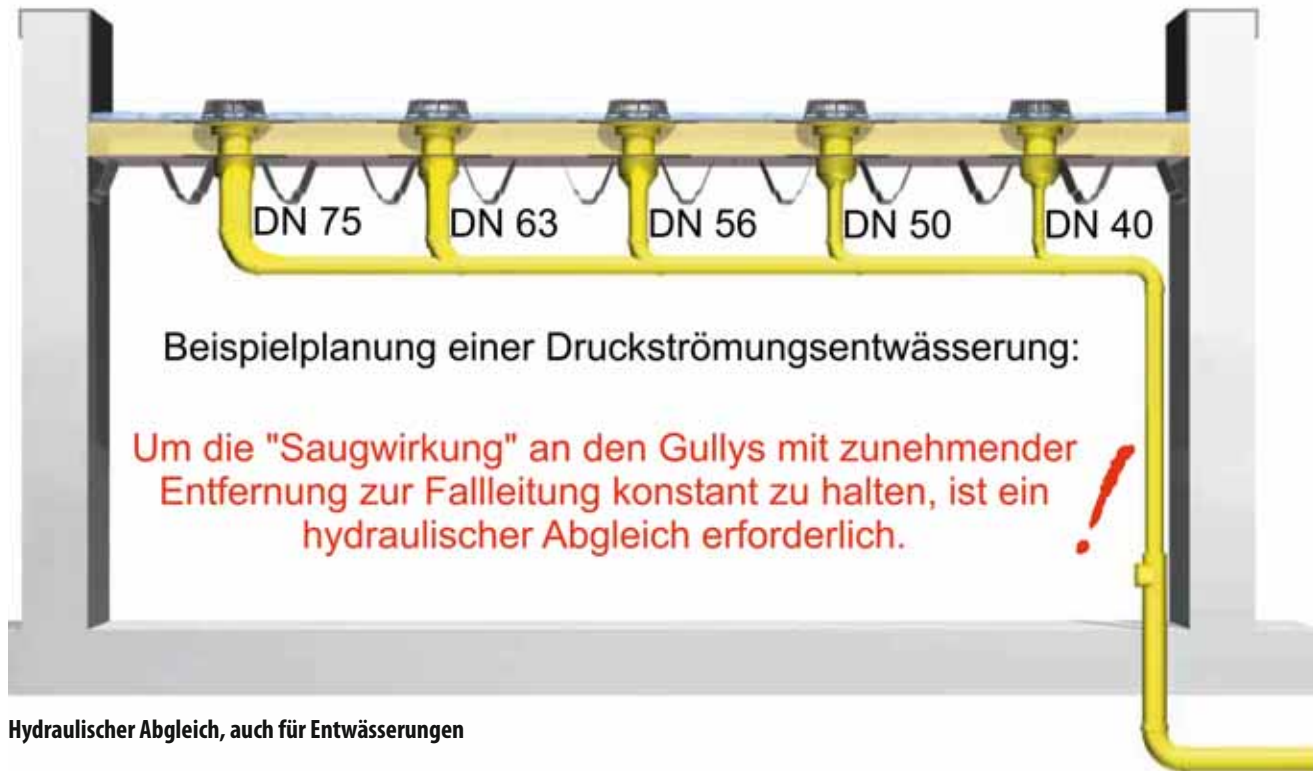 DN 75
DN 63
DN 56
DN 50
DN 40
Beispielplanung einer Druckströmungsentwässerung:
Um die "Saugwirkung" an den Gullys mit zunehmender
Entfernung zur Fallleitung konstant zu halten, ist ein
hydraulischer Abgleich erforderlich.
!
Hydraulischer Abgleich, auch für Entwässerungen